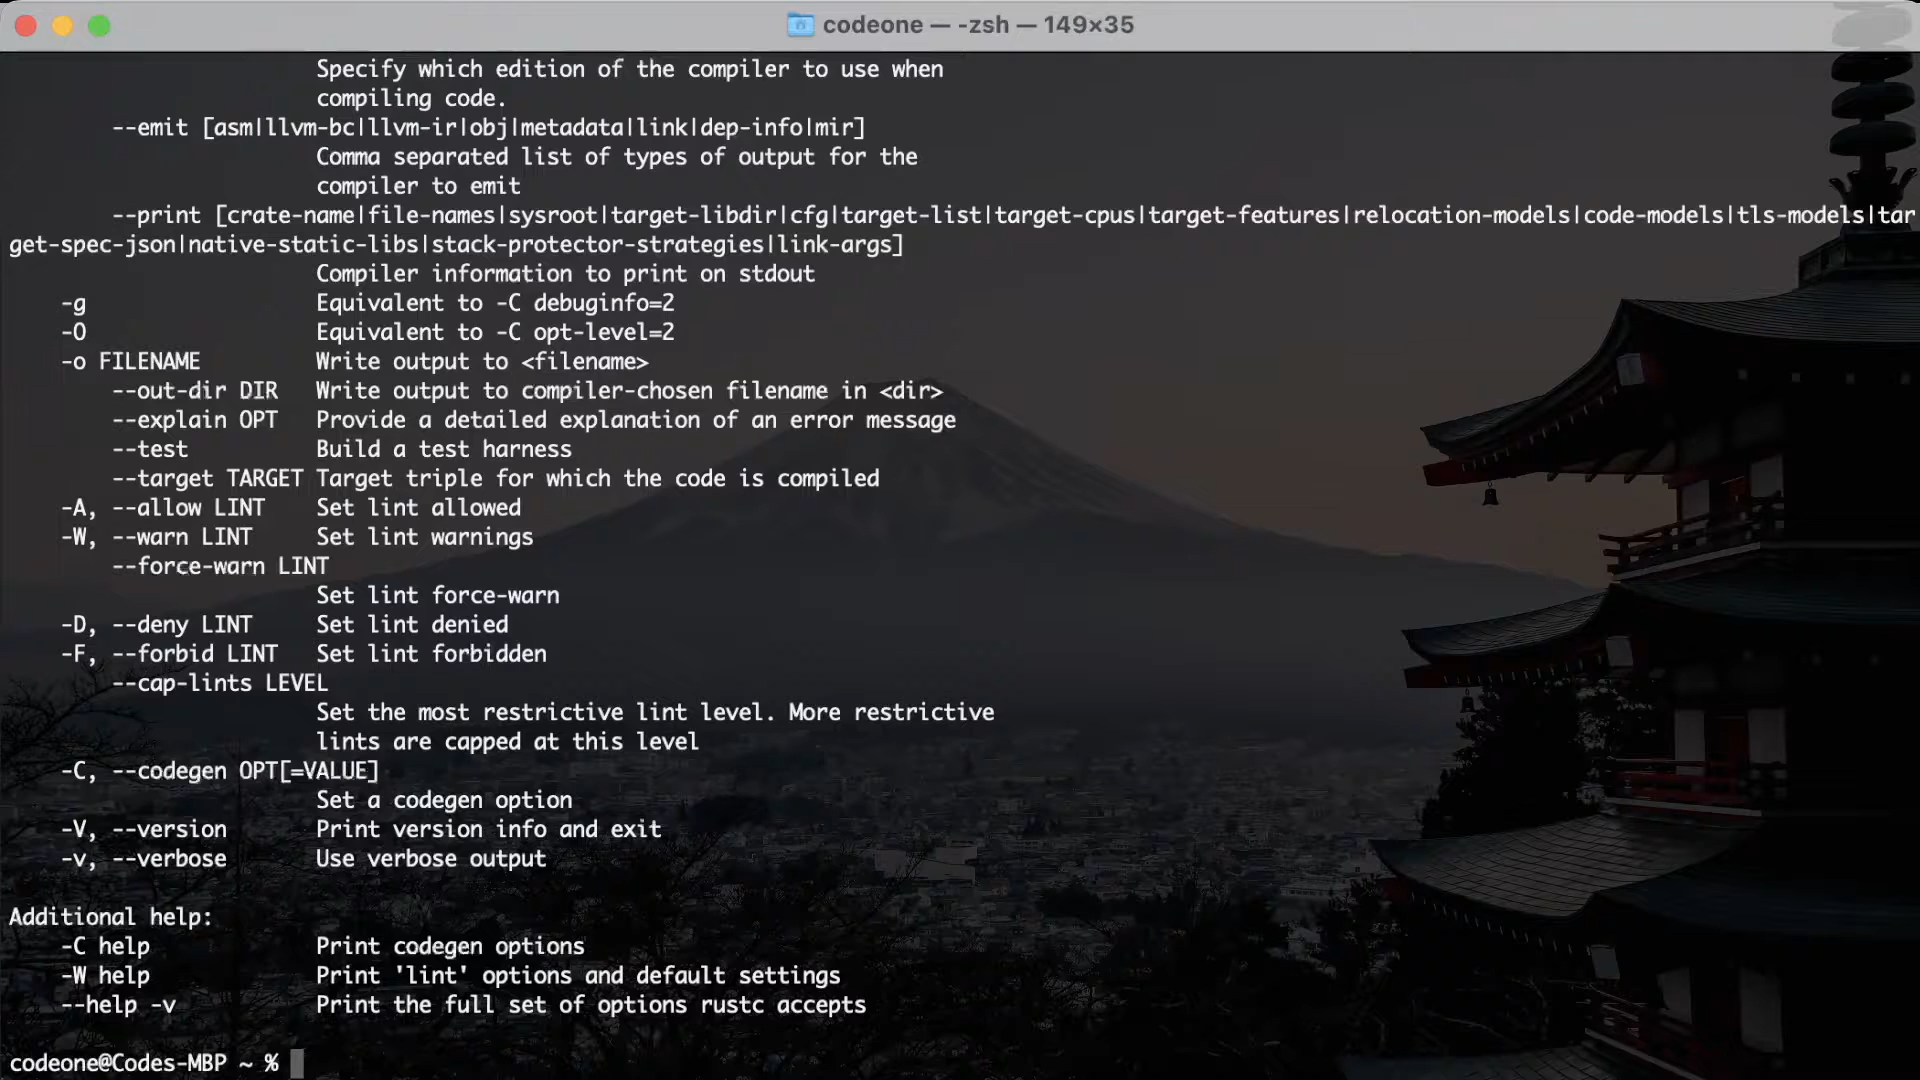 codeone — -zsh — 149×35
Specify which edition of the compiler to use when
compiling code.
--emit [asm|llvm-bc|llvm-ir|obj|metadata|link|dep-info|mir]
Comma separated list of types of output for the
compiler to emit
--print [crate-name|file-names|sysroot|target-libdir|cfg|target-list|target-cpus|target-features|relocation-models|code-models|tls-models|tar
get-spec-json|native-static-libs|stack-protector-strategies|link-args]
Compiler information to print on stdout
-g Equivalent to -C debuginfo=2
-O Equivalent to -C opt-level=2
-o FILENAME Write output to <filename>
--out-dir DIR Write output to compiler-chosen filename in <dir>
--explain OPT Provide a detailed explanation of an error message
--test Build a test harness
--target TARGET Target triple for which the code is compiled
-A, --allow LINT Set lint allowed
-W, --warn LINT Set lint warnings
--force-warn LINT
Set lint force-warn
-D, --deny LINT Set lint denied
-F, --forbid LINT Set lint forbidden
--cap-lints LEVEL
Set the most restrictive lint level. More restrictive
lints are capped at this level
-C, --codegen OPT[=VALUE]
Set a codegen option
-V, --version Print version info and exit
-v, --verbose Use verbose output
Additional help:
-C help Print codegen options
-W help Print 'lint' options and default settings
--help -v Print the full set of options rustc accepts
codeone@Codes-MBP ~ %